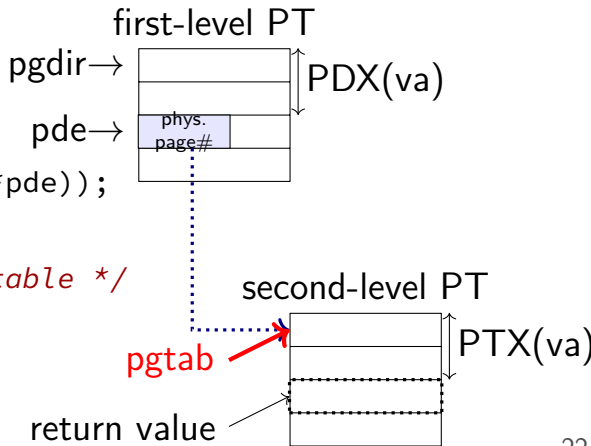 first-level PT
pgdir→
PDX(va)
pde→
phys.
page#
pde));
table */
second-level PT
PTX(va)
pgtab
return value